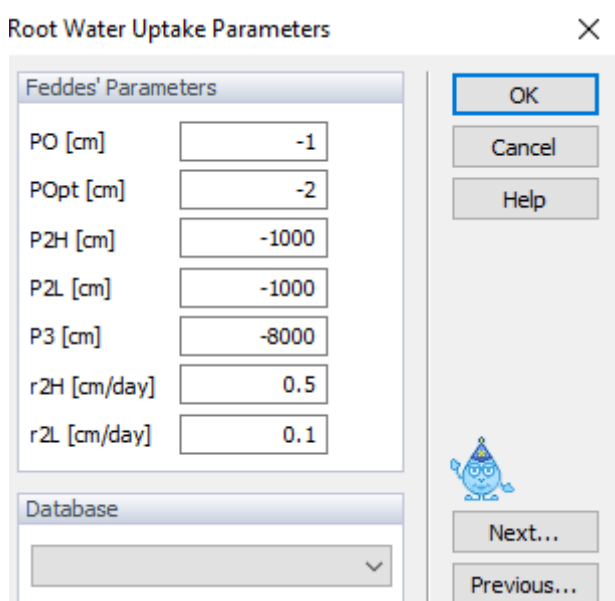 Root Water Uptake Parameters
Feddes' Parameters
PO [cm] -1
POpt [cm] -2
P2H [cm] -1000
P2L [cm] -1000
P3 [cm] -8000
r2H [cm/day] 0.5
r2L [cm/day] 0.1
Database
OK
Cancel
Help
Next...
Previous...